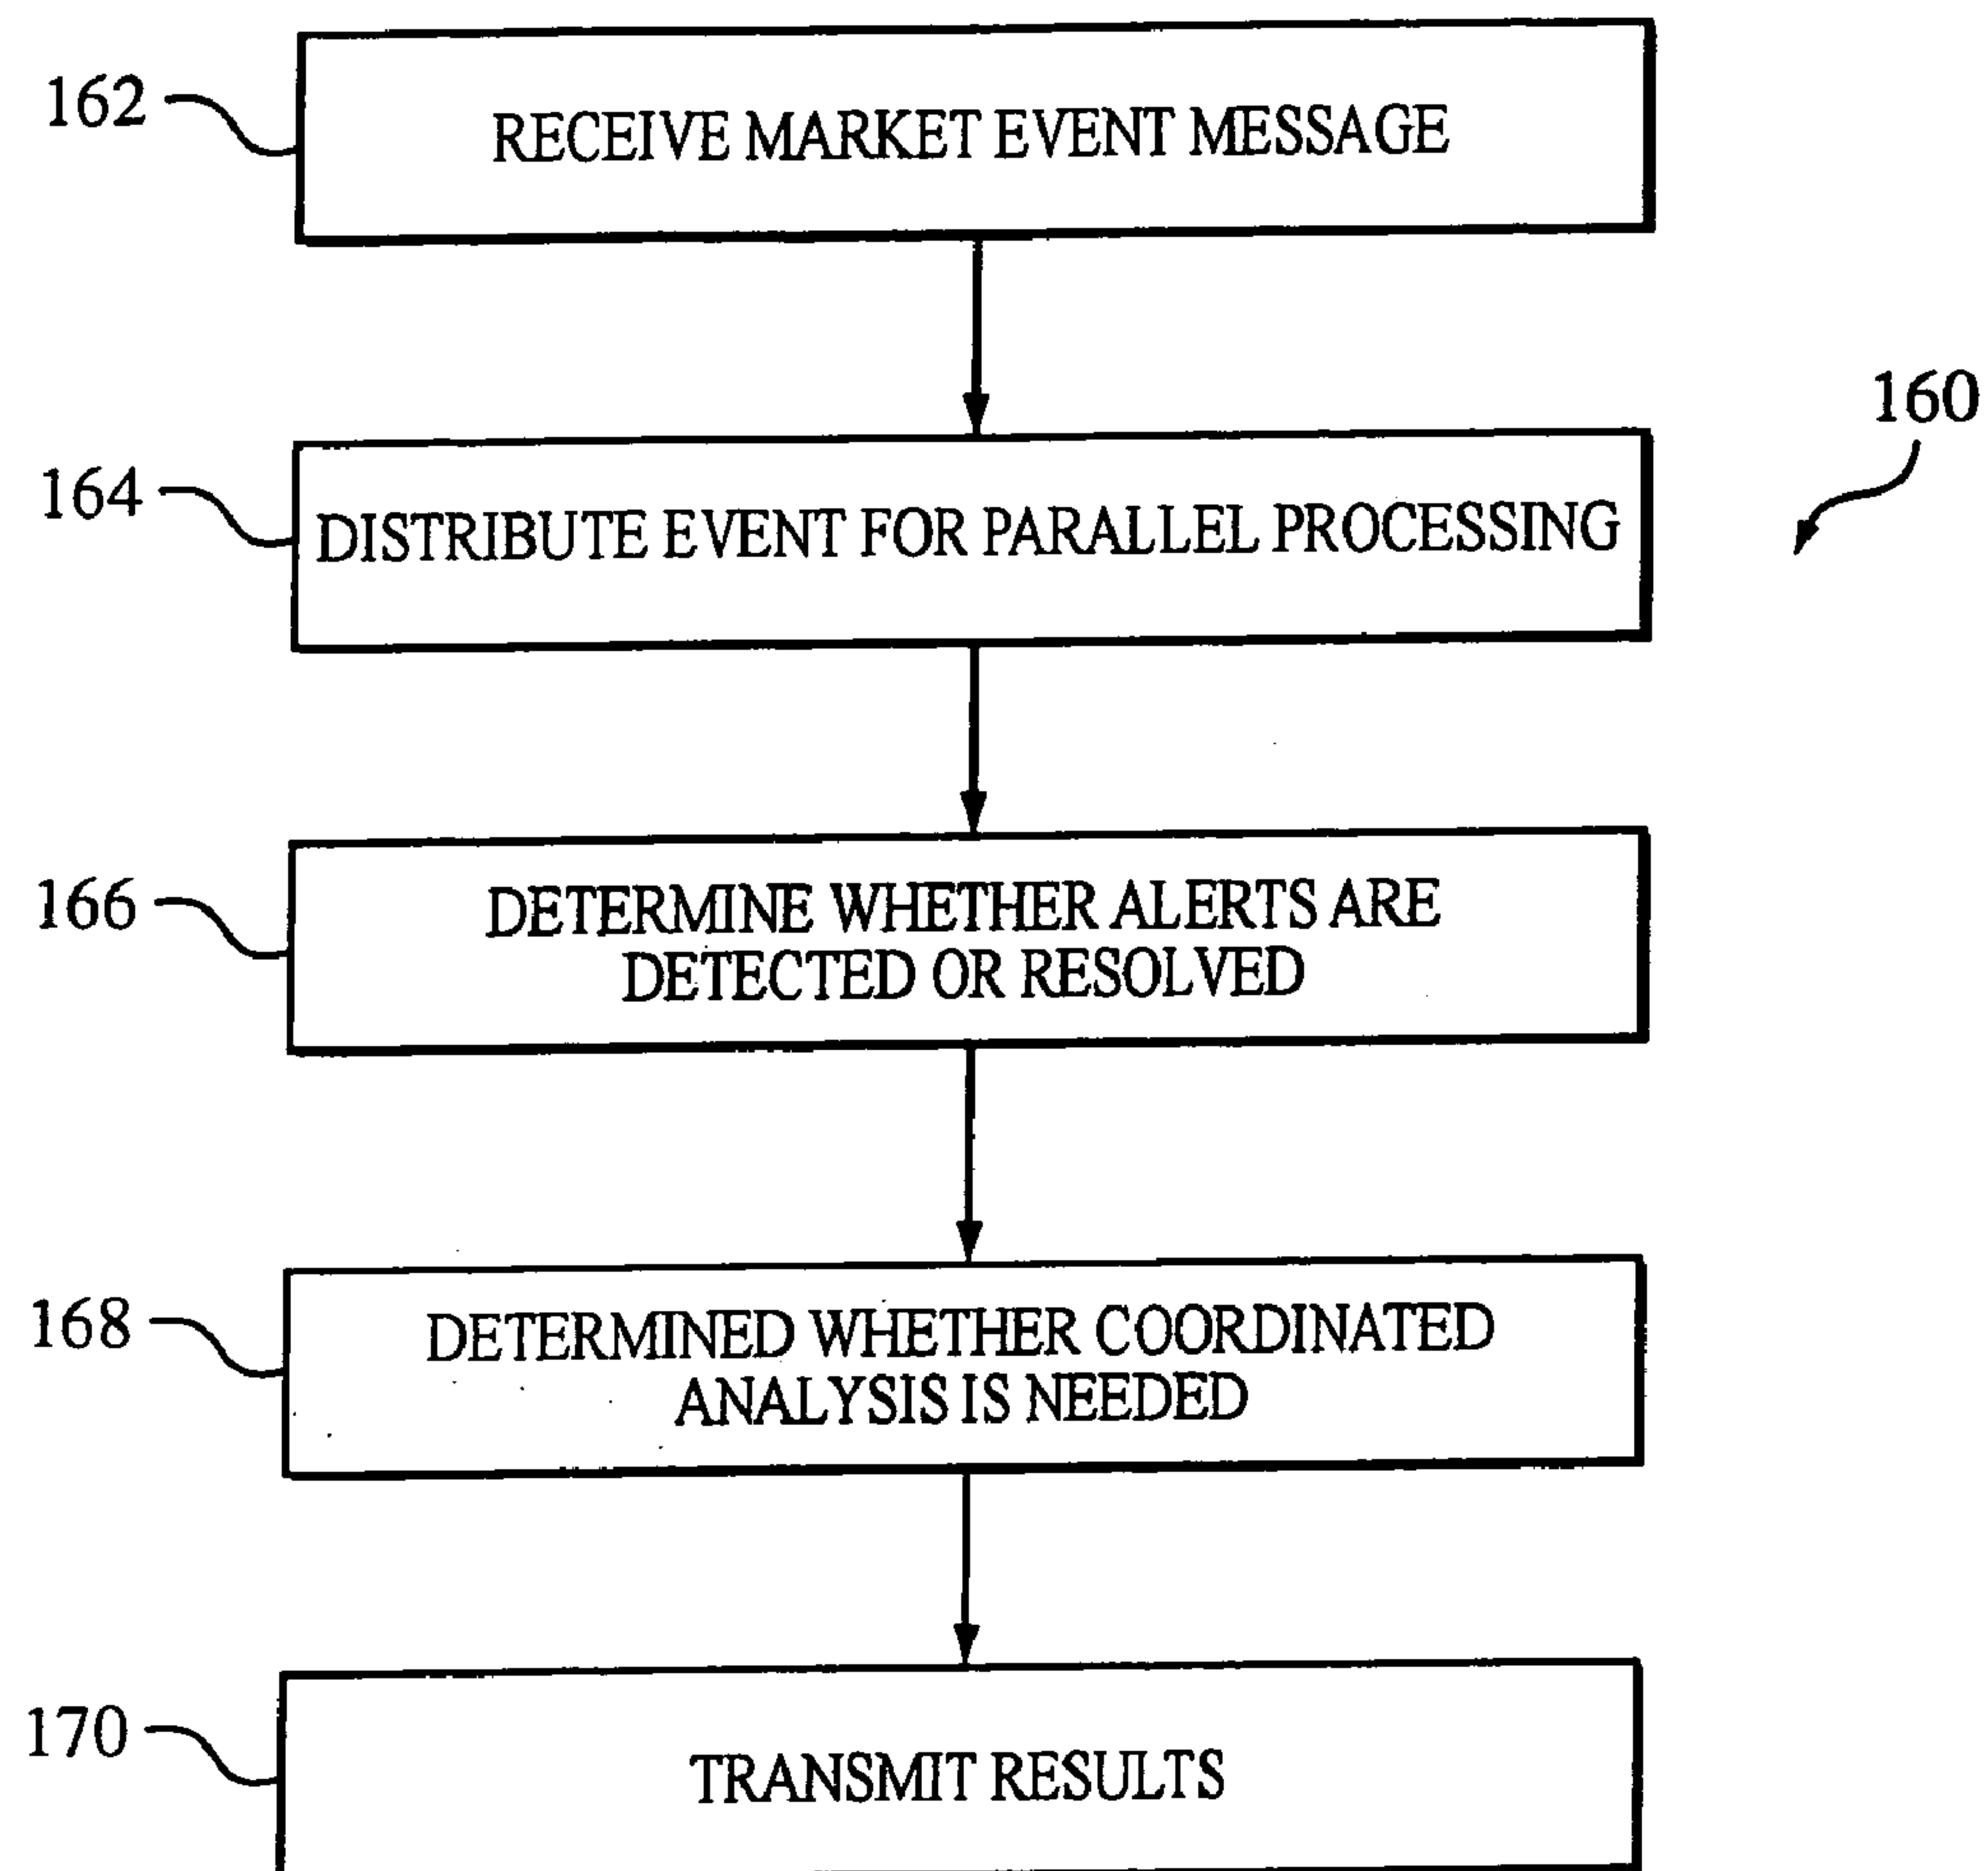 162
RECEIVE MARKET EVENT MESSAGE
160
164
DISTRIBUTE EVENT FOR PARALLEL PROCESSING
166
DETERMINE WHETHER ALERTS ARE
DETECTED OR RESOLVED
168
DETERMINED WHETHER COORDINATED
ANALYSIS IS NEEDED
170
TRANSMIT RESULTS